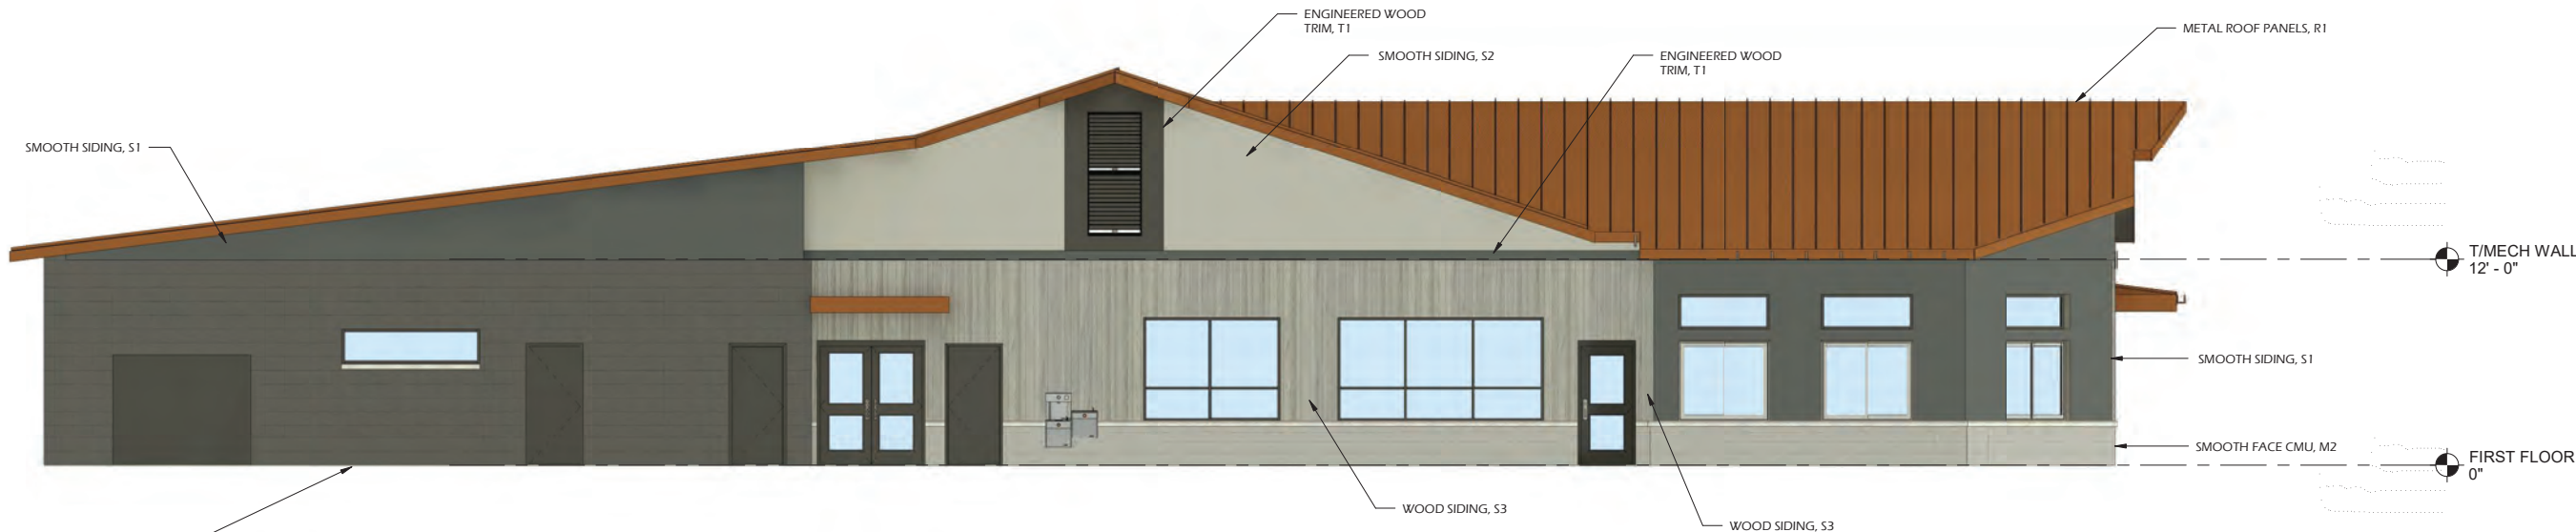 ENGINEERED WOOD
TRIM, T1
METAL ROOF PANELS, R1
SMOOTH SIDING, S2
ENGINEERED WOOD
TRIM, T1
SMOOTH SIDING, S1
T/MECH WALL
12' - 0"
SMOOTH SIDING, S1
SMOOTH FACE CMU, M2
FIRST FLOOR
0"
WOOD SIDING, S3
WOOD SIDING, S3